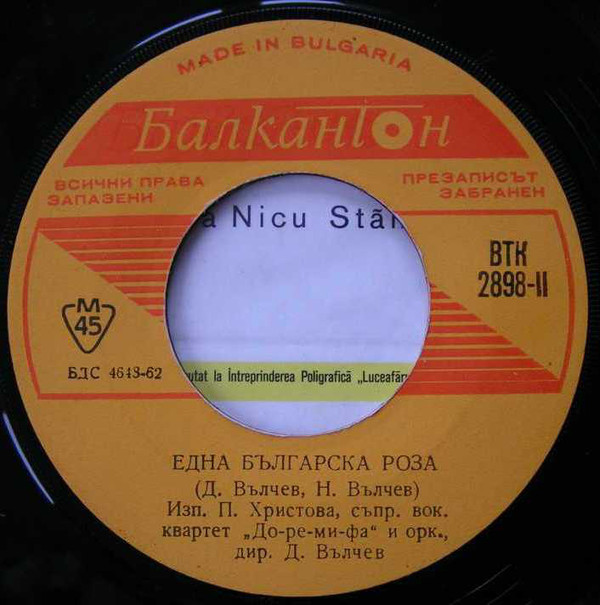 MADE IN BULGARIA
Балкантон
ВСИЧНИ ПРАВА
ЗАПАЗЕНИ
ПРЕЗАПИСЪТ
ЗАБРАНЕН
a Nicu Stăn
ВТК
2898-II
М
45
БДС 4643-62
utat la Întreprinderea Poligrafică „Luceafăru
ЕДНА БЪЛГАРСКА РОЗА
(Д. Вълчев, Н. Вълчев)
Изп. П. Христова, съпр. вок.
квартет „До-ре-ми-фа“ и орк.,
дир. Д. Вълчев